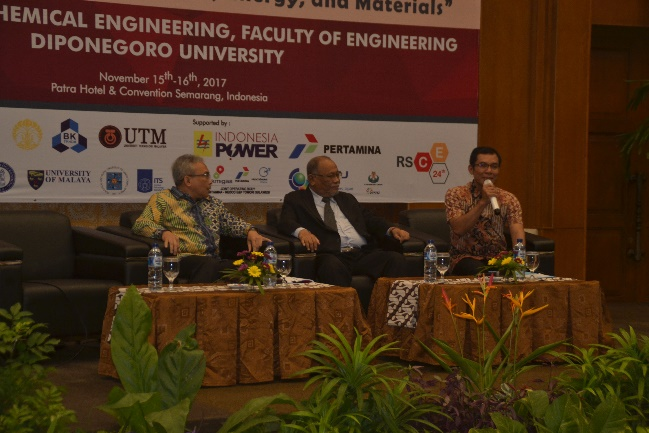 ergy, and Materials"
HEMICAL ENGINEERING, FACULTY OF ENGINEERING
DIPONEGORO UNIVERSITY
November 15th-16th, 2017
Patra Hotel & Convention Semarang, Indonesia
Supported by :
BK
UTM
INDONESIA
POWER
PERTAMINA
RSCE
24th
UNIVERSITY
OF MALAYA
ITS